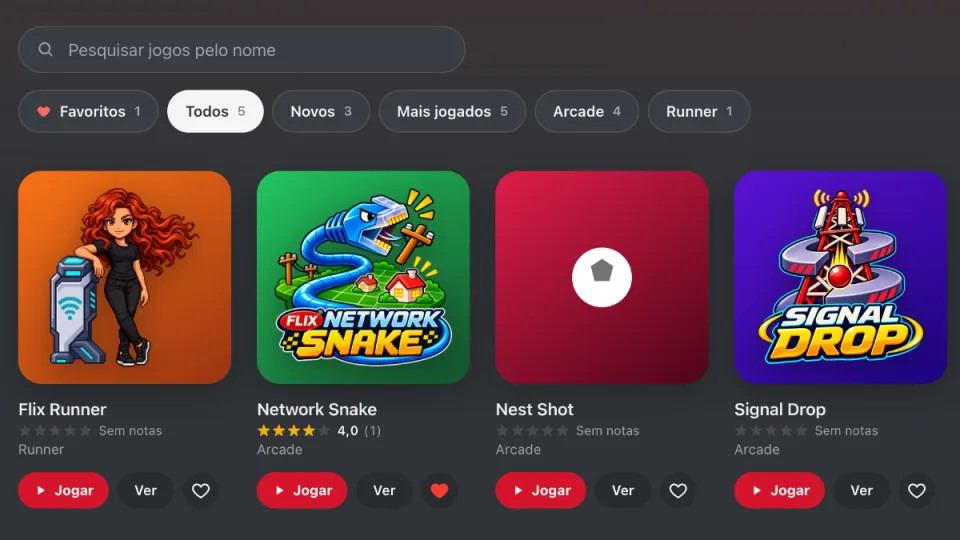 Pesquisar jogos pelo nome
Favoritos 1 Todos 5 Novos 3 Mais jogados 5 Arcade 4 Runner 1
FLIX NETWORK
SNAKE
SIGNAL
DROP
Flix Runner Network Snake Nest Shot Signal Drop
Sem notas 4,0 (1) Sem notas Sem notas
Runner Arcade Arcade Arcade
Jogar Ver Jogar Ver Jogar Ver Jogar Ver